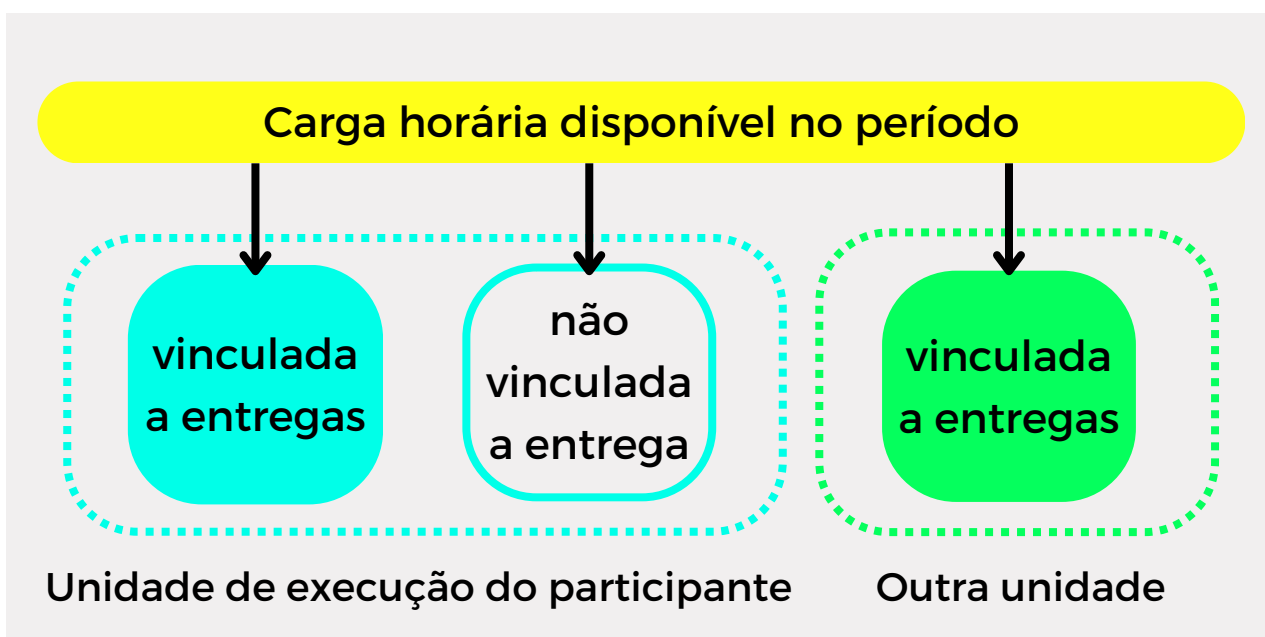 Carga horária disponível no período
vinculada
a entregas
não
vinculada
a entrega
vinculada
a entregas
Unidade de execução do participante
Outra unidade